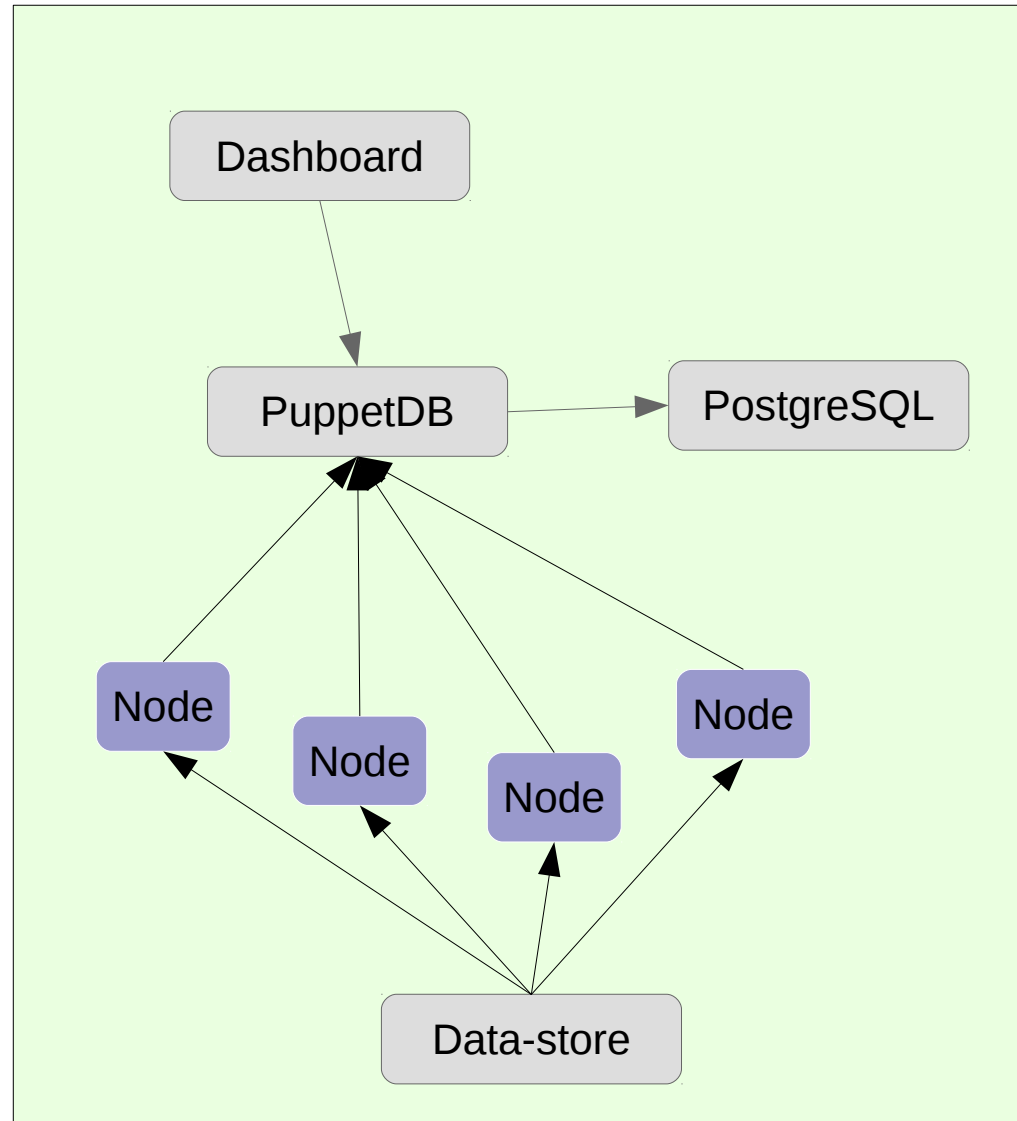 Dashboard
PuppetDB
PostgreSQL
Node
Node
Node
Node
Data-store